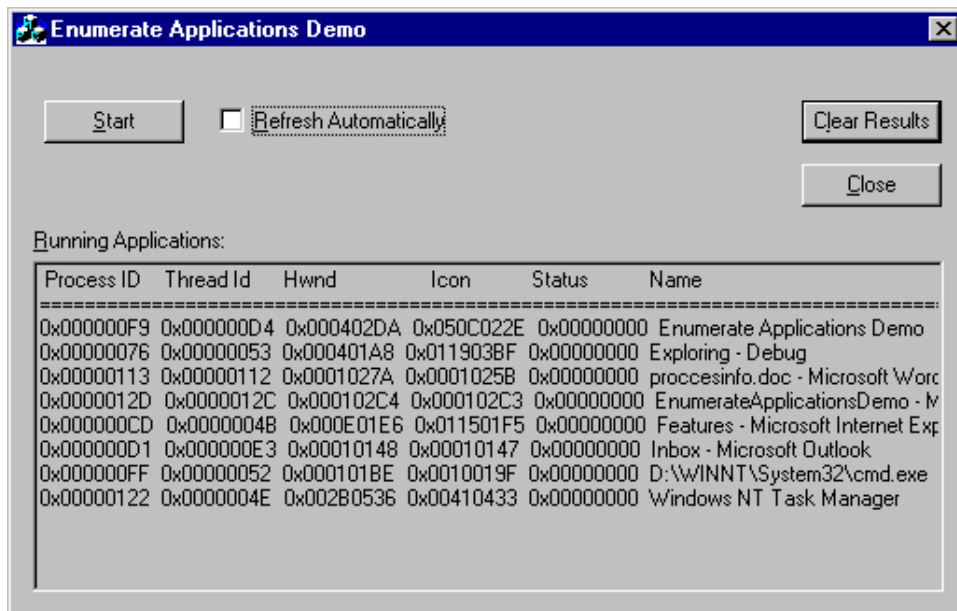 Enumerate Applications Demo
Start Refresh Automatically Clear Results
Close
Running Applications:
Process ID Thread Id Hwnd Icon Status Name
================================================================================
0x000000F9 0x000000D4 0x000402DA 0x050C022E 0x00000000 Enumerate Applications Demo
0x00000076 0x00000053 0x000401A8 0x011903BF 0x00000000 Exploring - Debug
0x00000113 0x00000112 0x0001027A 0x0001025B 0x00000000 proccesinfo.doc - Microsoft Word
0x0000012D 0x0000012C 0x000102C4 0x000102C3 0x00000000 EnumerateApplicationsDemo - M
0x000000CD 0x0000004B 0x000E01E6 0x011501F5 0x00000000 Features - Microsoft Internet Exp
0x000000D1 0x000000E3 0x00010148 0x00010147 0x00000000 Inbox - Microsoft Outlook
0x000000FF 0x00000052 0x000101BE 0x0010019F 0x00000000 D:\WINNT\System32\cmd.exe
0x00000122 0x0000004E 0x002B0536 0x00410433 0x00000000 Windows NT Task Manager